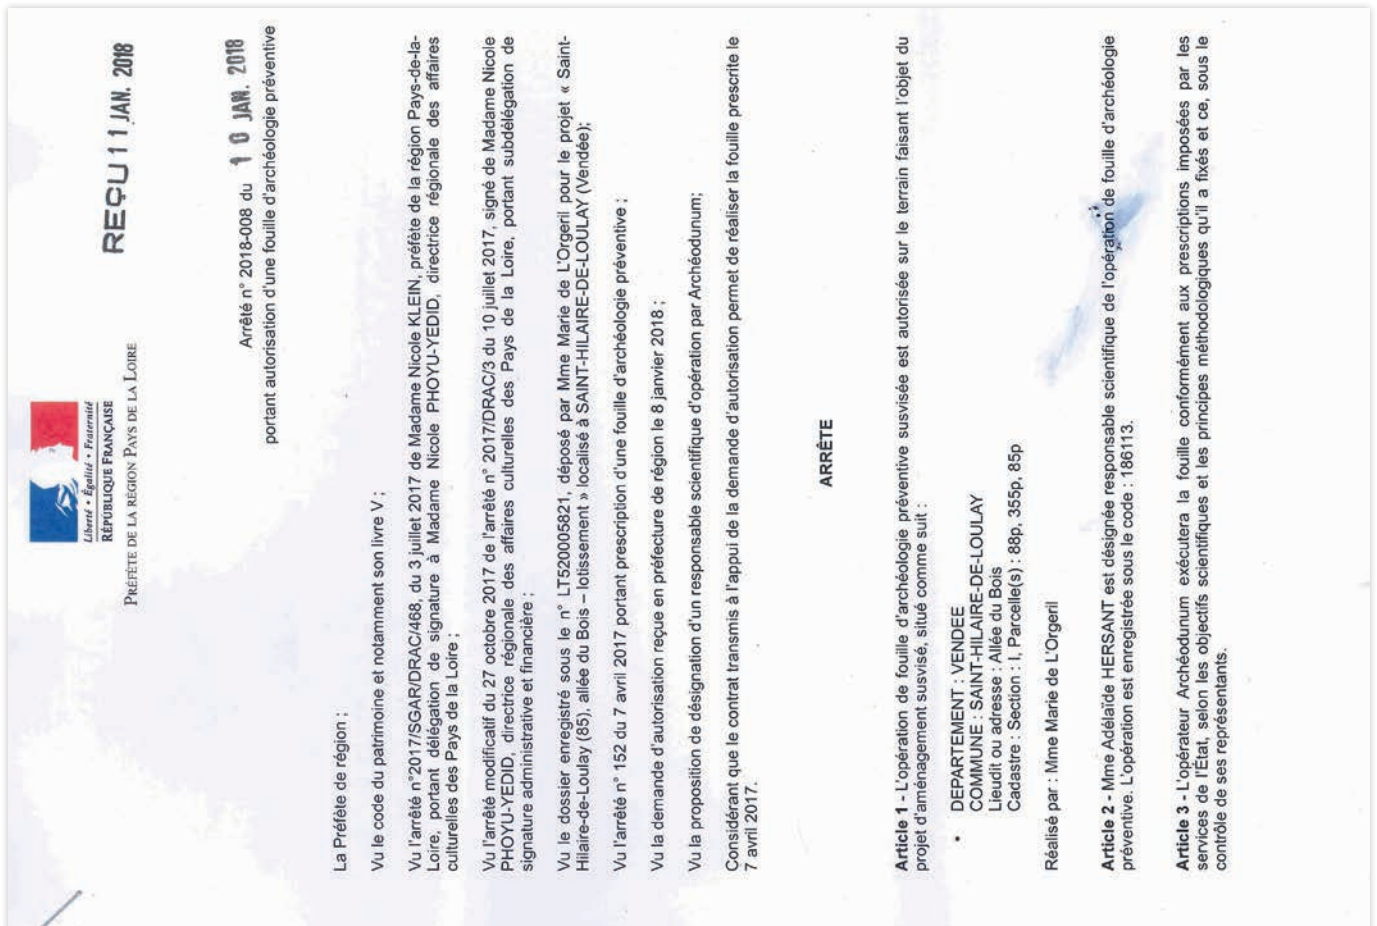 Liberté • Égalité • Fraternité
RÉPUBLIQUE FRANÇAISE
PRÉFÈTE DE LA RÉGION PAYS DE LA LOIRE
REÇU 11 JAN. 2018
Arrêté n° 2018-008 du 10 JAN. 2018
portant autorisation d'une fouille d'archéologie préventive
La Préfète de région ;
Vu le code du patrimoine et notamment son livre V ;
Vu l'arrêté n°2017/SGAR/DRAC/468, du 3 juillet 2017 de Madame Nicole KLEIN, préfète de la région Pays-de-la-
Loire, portant délégation de signature à Madame Nicole PHOYU-YEDID, directrice régionale des affaires
culturelles des Pays de la Loire ;
Vu l'arrêté modificatif du 27 octobre 2017 de l'arrêté n° 2017/DRAC/3 du 10 juillet 2017, signé de Madame Nicole
PHOYU-YEDID, directrice régionale des affaires culturelles des Pays de la Loire, portant subdélégation de
signature administrative et financière ;
Vu le dossier enregistré sous le n° LT520005821, déposé par Mme Marie de L'Orgeril pour le projet « Saint-
Hilaire-de-Loulay (85), allée du Bois – lotissement » localisé à SAINT-HILAIRE-DE-LOULAY (Vendée);
Vu l'arrêté n° 152 du 7 avril 2017 portant prescription d'une fouille d'archéologie préventive ;
Vu la demande d'autorisation reçue en préfecture de région le 8 janvier 2018 ;
Vu la proposition de désignation d'un responsable scientifique d'opération par Archéodunum;
Considérant que le contrat transmis à l'appui de la demande d'autorisation permet de réaliser la fouille prescrite le
7 avril 2017.
ARRÊTE
Article 1 - L'opération de fouille d'archéologie préventive susvisée est autorisée sur le terrain faisant l'objet du
projet d'aménagement susvisé, situé comme suit :
• DEPARTEMENT : VENDEE
COMMUNE : SAINT-HILAIRE-DE-LOULAY
Lieudit ou adresse : Allée du Bois
Cadastre : Section : I, Parcelle(s) : 88p, 355p, 85p
Réalisé par : Mme Marie de L'Orgeril
Article 2 - Mme Adélaïde HERSANT est désignée responsable scientifique de l'opération de fouille d'archéologie
préventive. L'opération est enregistrée sous le code : 186113.
Article 3 - L'opérateur Archéodunum exécutera la fouille conformément aux prescriptions imposées par les
services de l'État, selon les objectifs scientifiques et les principes méthodologiques qu'il a fixés et ce, sous le
contrôle de ses représentants.